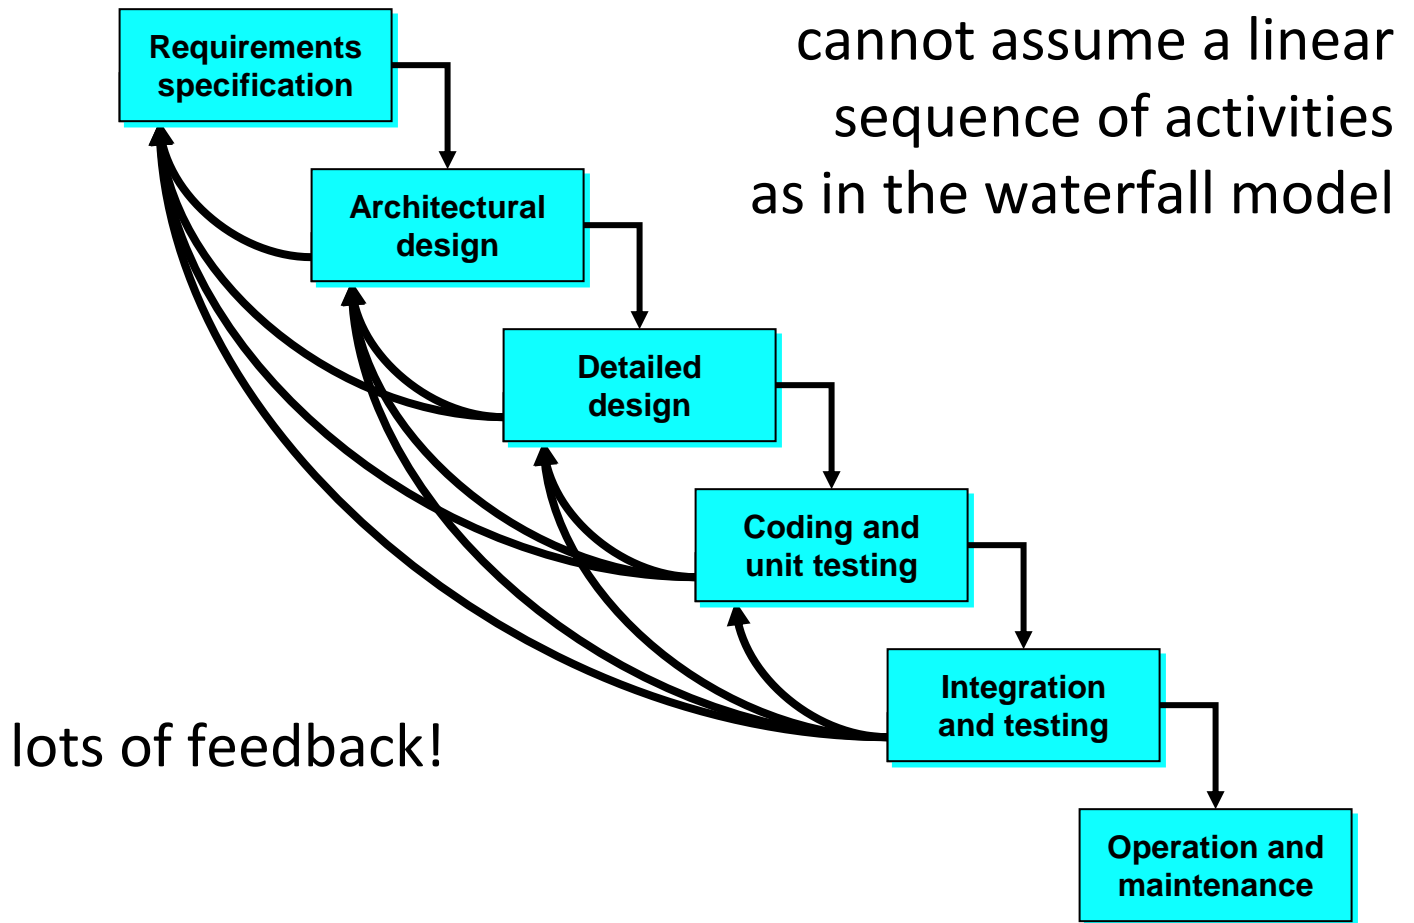 Requirements
specification
cannot assume a linear
sequence of activities
as in the waterfall model
Architectural
design
Detailed
design
Coding and
unit testing
Integration
and testing
lots of feedback!
Operation and
maintenance